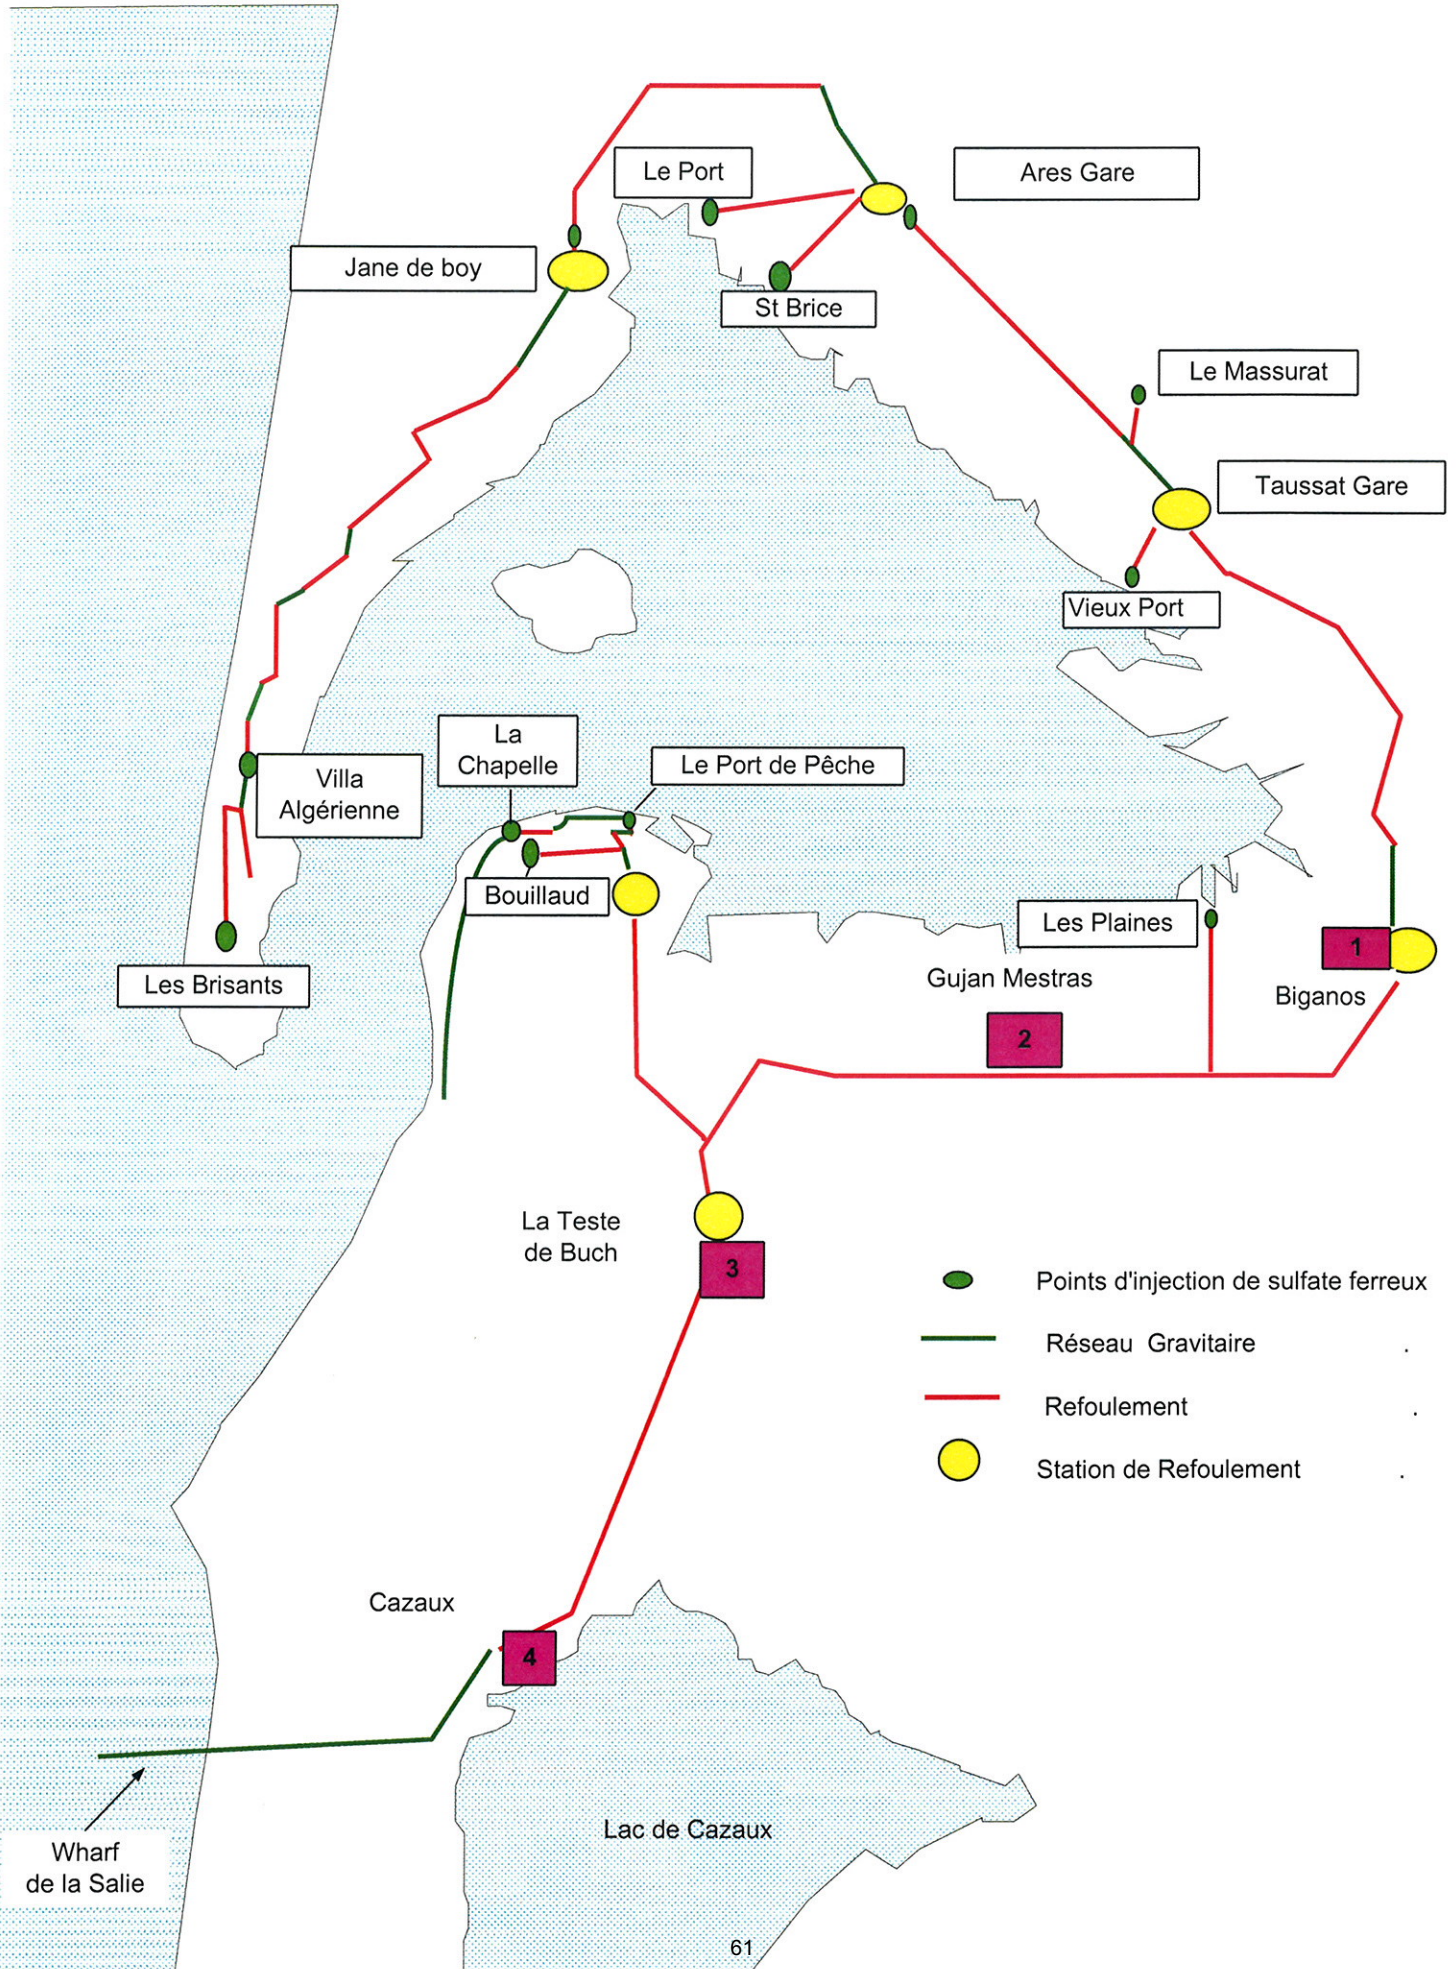 Le Port
Ares Gare
Jane de boy
St Brice
Le Massurat
Taussat Gare
Vieux Port
La
Chapelle
Le Port de Pêche
Villa
Algérienne
Bouillaud
Les Plaines
1
Les Brisants
Gujan Mestras
Biganos
2
La Teste
de Buch
3
Points d'injection de sulfate ferreux
Réseau Gravitaire .
Refoulement .
Station de Refoulement .
Cazaux
4
Lac de Cazaux
Wharf
de la Salie
61